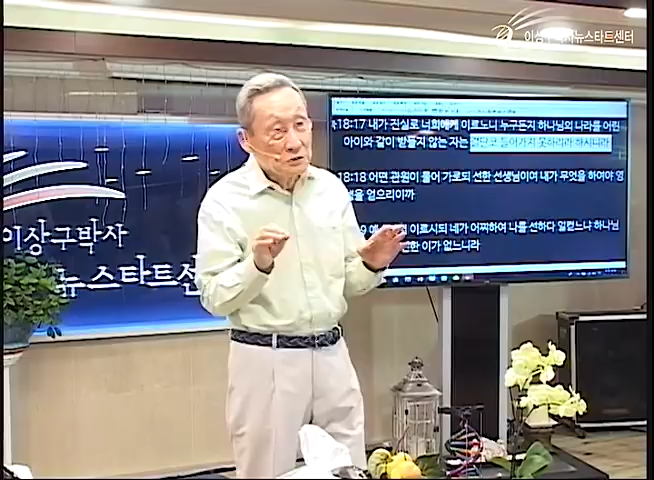 이상구박사뉴스타트센터
18:17 내가 진실로 너희에게 이르노니 누구든지 하나님의 나라를 어린
아이와 같이 받들지 않는 자는 결단코 들어가지 못하리라 하시니라
18:18 어떤 관원이 물어 가로되 선한 선생님이여 내가 무엇을 하여야 영
생을 얻으리이까
이르시되 네가 어찌하여 나를 선하다 일컫느냐 하나님
선한 이가 없느니라
이상구박사
뉴스타트센